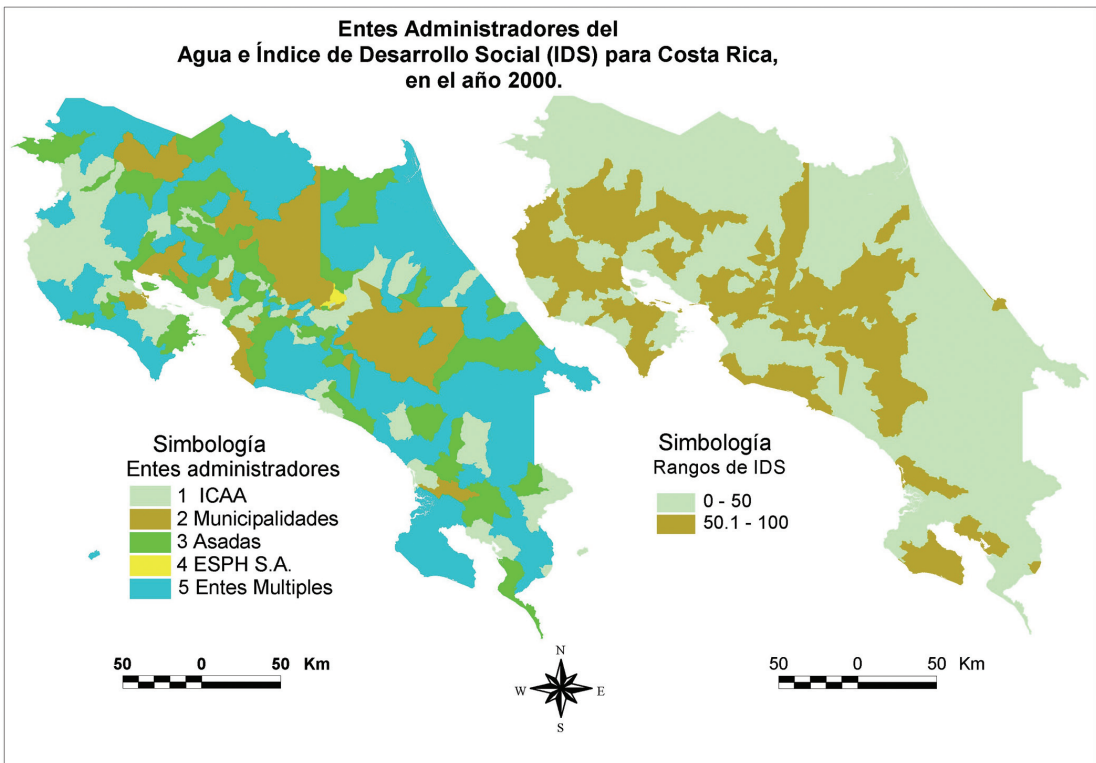 Entes Administradores del
Agua e Índice de Desarrollo Social (IDS) para Costa Rica,
en el año 2000.
Simbología
Entes administradores
1 ICAA
2 Municipalidades
3 Asadas
4 ESPH S.A.
5 Entes Multiples
Simbología
Rangos de IDS
0 - 50
50.1 - 100
50 0 50 Km
N
W E
S
50 0 50 Km